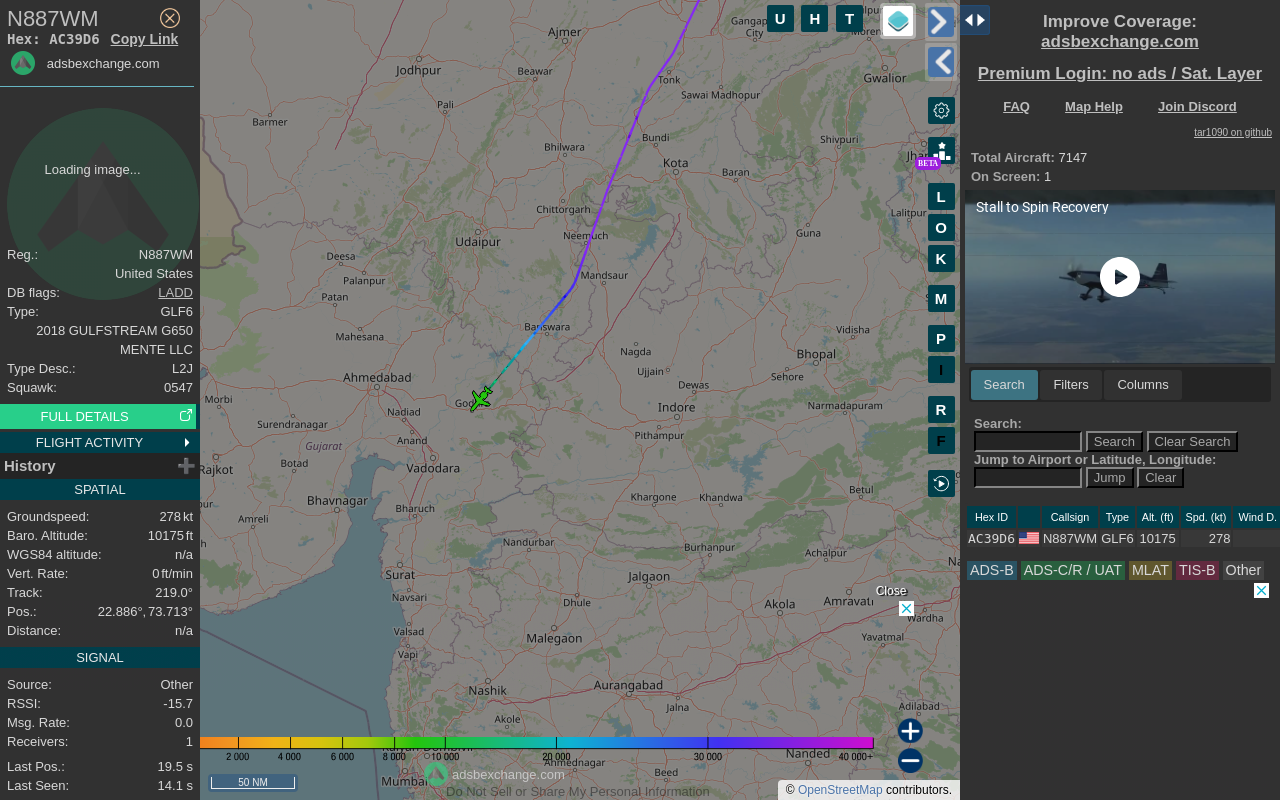 N887WM
Hex: AC39D6 Copy Link
adsbexchange.com
Loading image...
Reg.: N887WM
United States
DB flags: LADD
Type: GLF6
2018 GULFSTREAM G650
MENTE LLC
Type Desc.: L2J
Squawk: 0547
FULL DETAILS
FLIGHT ACTIVITY
History
SPATIAL
Groundspeed: 278 kt
Baro. Altitude: 10175 ft
WGS84 altitude: n/a
Vert. Rate: 0 ft/min
Track: 219.0°
Pos.: 22.886°, 73.713°
Distance: n/a
SIGNAL
Source: Other
RSSI: -15.7
Msg. Rate: 0.0
Receivers: 1
Last Pos.: 19.5 s
Last Seen: 14.1 s
U H T
Gangap
City
Ajmer
Jodhpur
Beawar
Tonk
Gwalior
Sawai Madhopur
Pali
Barmer
Bundi
Shivpuri
Bhilwara
Kota
Baran
Jha
BETA
Chittorgarh
Lalitpur
Udaipur
Neemuch
Guna
Deesa
Palanpur
Mandsaur
Patan
Banswara
Mahesana
Vidisha
Nagda
Bhopal
Ujjain
Ahmedabad
Dewas
Sehore
Morbi
Nadiad
Indore
Narmadapuram
Surendranagar
Anand
Pithampur
Gujarat
Rajkot
Botad
Vadodara
Bhavnagar
Bharuch
Khargone
Khandwa
Betul
Amreli
Nandurbar
Burhanpur
Achalpur
Surat
Jalgaon
Navsari
Dhule
Akola
Amravati
Close
Wardha
Valsad
Malegaon
Yavatmal
Vapi
Nashik
Aurangabad
Jalna
Adilabad
Akole
Ahmednagar
Nanded
Beed
Mumbai
L
O
K
M
P
I
R
F
2 000 4 000 6 000 8 000 10 000 20 000 30 000 40 000+
50 NM
adsbexchange.com
Do Not Sell or Share My Personal Information
© OpenStreetMap contributors.
Improve Coverage:
adsbexchange.com
Premium Login: no ads / Sat. Layer
FAQ Map Help Join Discord
tar1090 on github
Total Aircraft: 7147
On Screen: 1
Stall to Spin Recovery
Search Filters Columns
Search:
Search Clear Search
Jump to Airport or Latitude, Longitude:
Jump Clear
Hex ID Callsign Type Alt. (ft) Spd. (kt) Wind D.
AC39D6 N887WM GLF6 10175 278
ADS-B ADS-C/R / UAT MLAT TIS-B Other